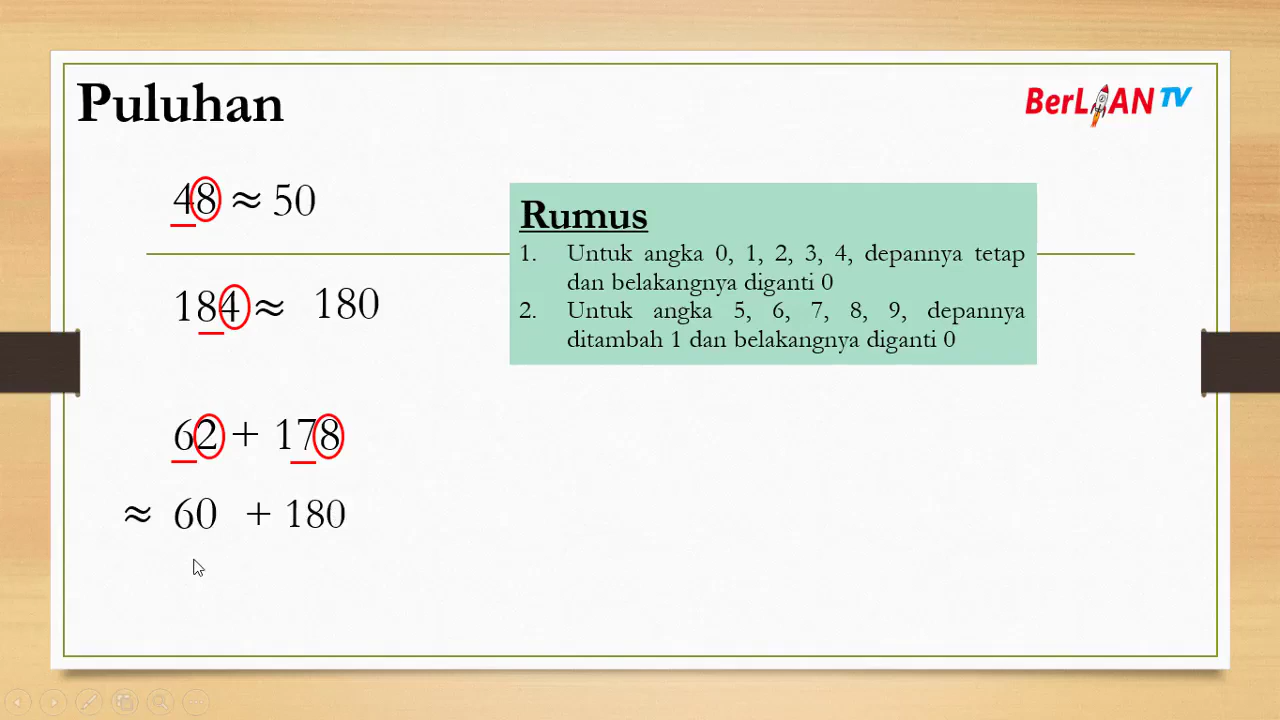 Puluhan
BerLIAN TV
48 ≈ 50
184 ≈ 180
62 + 178
≈ 60 + 180
Rumus
1. Untuk angka 0, 1, 2, 3, 4, depannya tetap
dan belakangnya diganti 0
2. Untuk angka 5, 6, 7, 8, 9, depannya
ditambah 1 dan belakangnya diganti 0